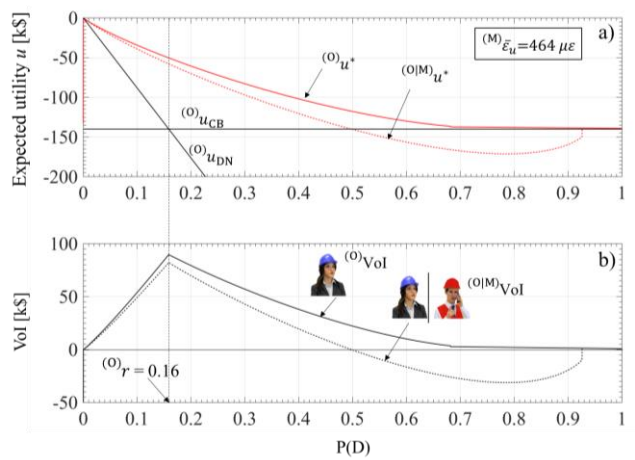 Expected utility u [k$]
0
-50
-100
-150
-200
a)
(M)ε̄u=464 με
(O)u*
(O|M)u*
(O)uCB
(O)uDN
0 0.1 0.2 0.3 0.4 0.5 0.6 0.7 0.8 0.9 1
VoI [k$]
100
50
0
-50
b)
(O)VoI
(O|M)VoI
(O)r = 0.16
0 0.1 0.2 0.3 0.4 0.5 0.6 0.7 0.8 0.9 1
P(D)